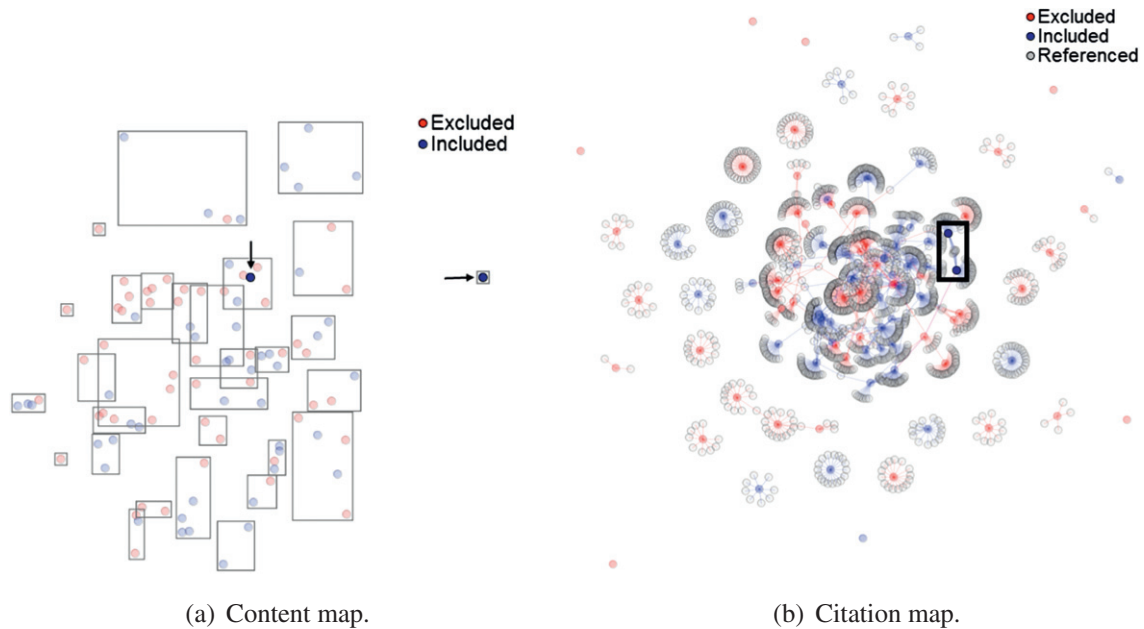 Excluded
Included
Excluded
Included
Referenced
(a) Content map.
(b) Citation map.